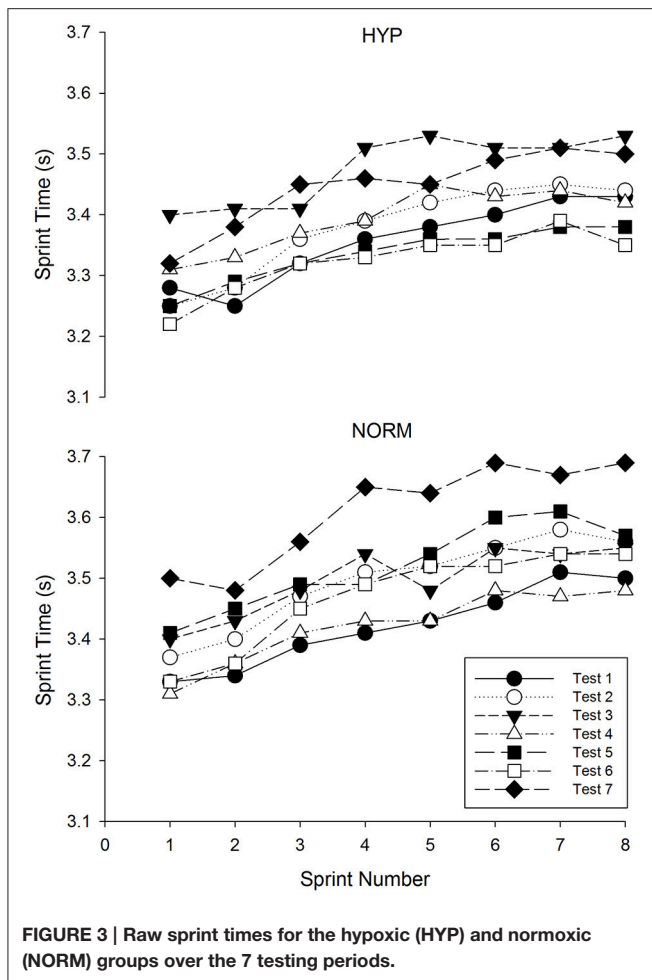 HYP
3.7
3.6
3.5
3.4
3.3
3.2
3.1
Sprint Time (s)
NORM
3.7
3.6
3.5
3.4
3.3
3.2
3.1
Sprint Time (s)
Test 1
Test 2
Test 3
Test 4
Test 5
Test 6
Test 7
0 1 2 3 4 5 6 7 8
Sprint Number
FIGURE 3 | Raw sprint times for the hypoxic (HYP) and normoxic
(NORM) groups over the 7 testing periods.